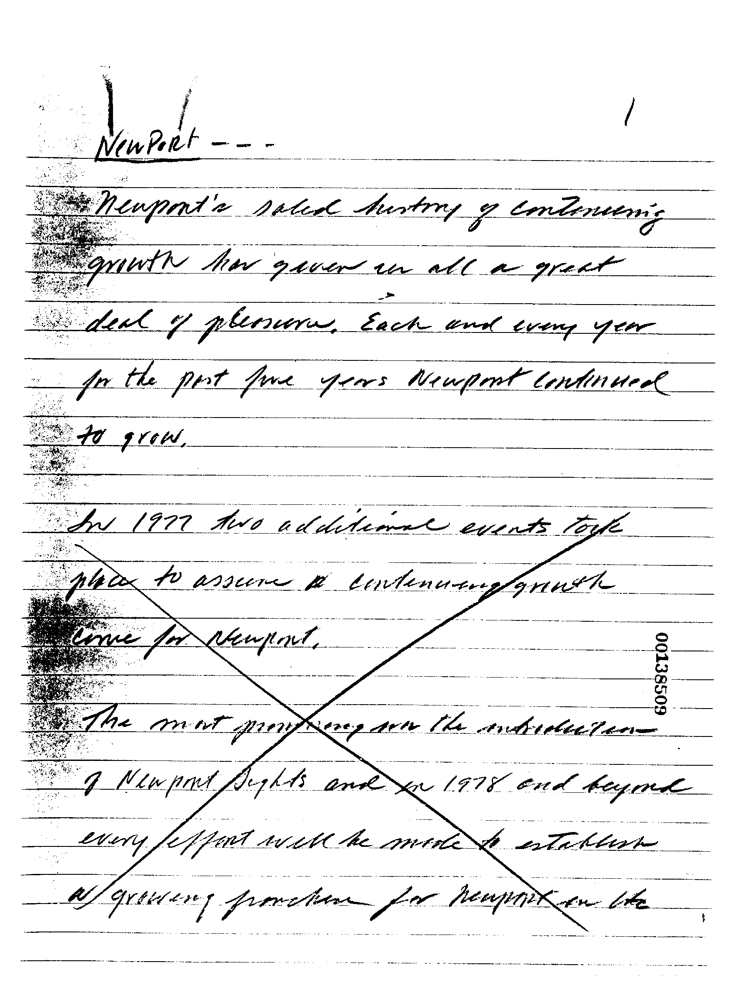 1
NewPort - - -
Newport's solid history of continuing
growth has given us all a great
deal of pleasure. Each and every year
for the past five years Newport continued
to grow.
In 1977 two additional events took
place to assure a continuing growth
curve for Newport.
The most promising was the introduction
of Newport Lights and in 1978 and beyond
every effort will be made to establish
a growing franchise for Newport in the
00138509